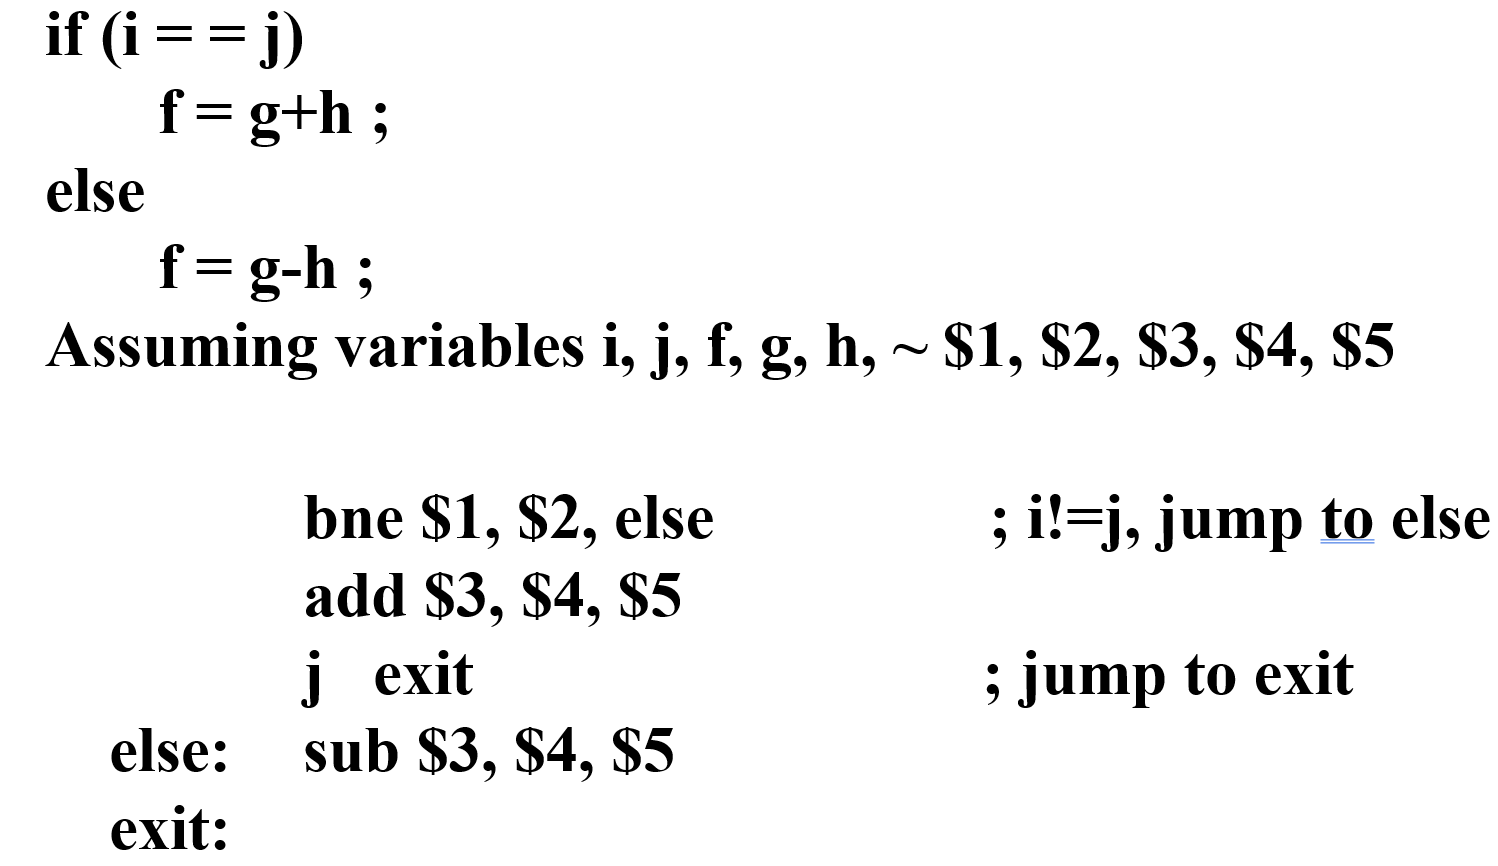 if (i = = j)
f = g+h ;
else
f = g-h ;
Assuming variables i, j, f, g, h, ~ $1, $2, $3, $4, $5
bne $1, $2, else ; i!=j, jump to else
add $3, $4, $5
j exit ; jump to exit
else: sub $3, $4, $5
exit: